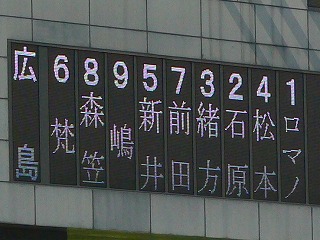 広島
6 梵
8 森笠
9 嶋
5 新井
7 前田
3 緒方
2 石原
4 松本
1 ロマノ